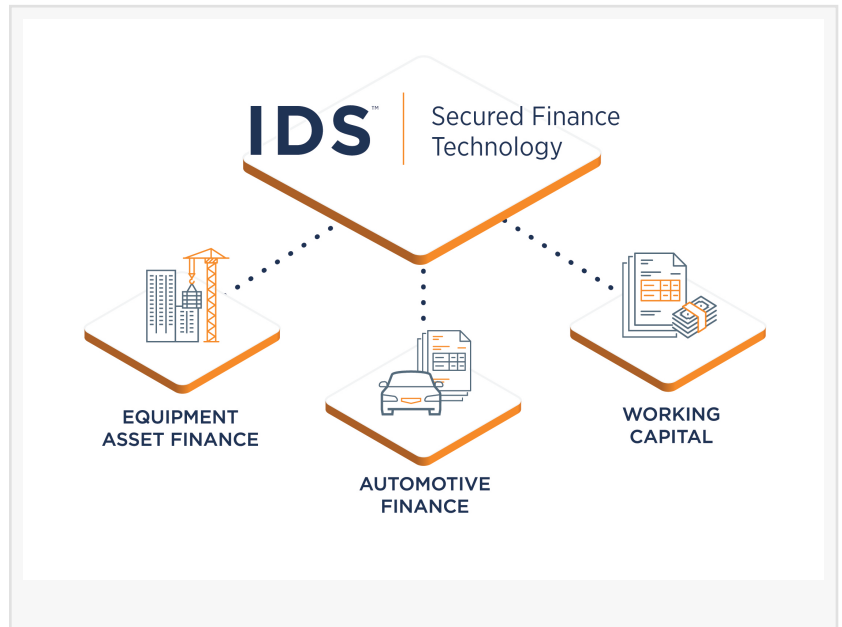 IDS™
Secured Finance
Technology
EQUIPMENT
ASSET FINANCE
AUTOMOTIVE
FINANCE
WORKING
CAPITAL